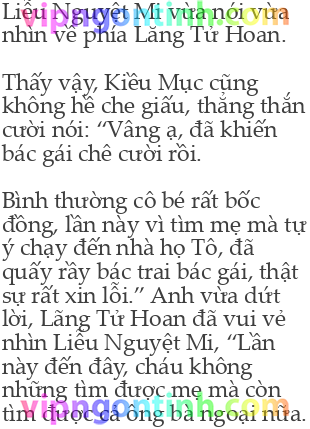 vipngontinh.com
Liễu Nguyệt Mi vừa nói vừa
nhìn về phía Lăng Tử Hoan.
Thấy vậy, Kiều Mục cũng
không hề che giấu, thẳng thắn
cười nói: “Vâng ạ, đã khiến
bác gái chê cười rồi.
Bình thường cô bé rất bốc
đồng, lần này vì tìm mẹ mà tự
ý chạy đến nhà họ Tô, đã
quấy rầy bác trai bác gái, thật
sự rất xin lỗi.” Anh vừa dứt
lời, Lăng Tử Hoan đã vui vẻ
nhìn Liễu Nguyệt Mi, “Lần
này đến đây, cháu không
những tìm được mẹ mà còn
tìm được cả ông bà ngoại nữa.
vipngontinh.com